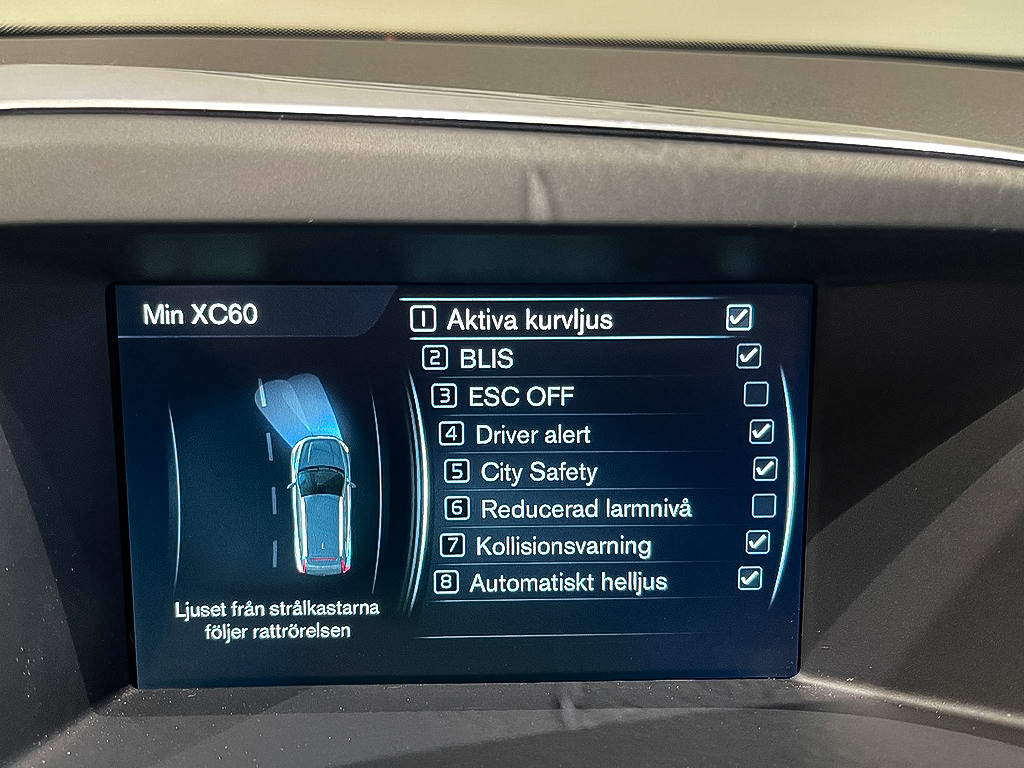 Min XC60
1 Aktiva kurvljus
2 BLIS
3 ESC OFF
4 Driver alert
5 City Safety
6 Reducerad larmnivå
7 Kollisionsvarning
8 Automatiskt helljus
Ljuset från strålkastarna
följer rattrörelsen